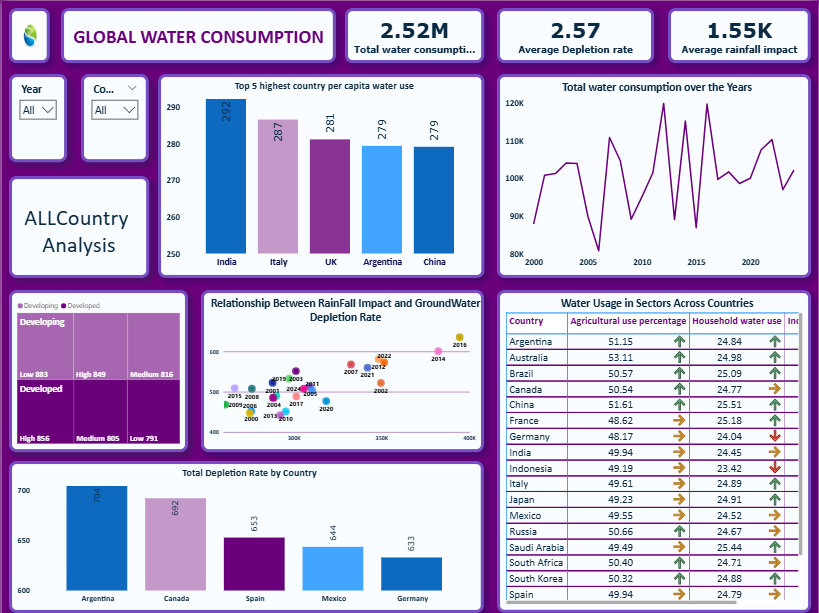 GLOBAL WATER CONSUMPTION
2.52M
Total water consumpti...
2.57
Average Depletion rate
1.55K
Average rainfall impact
Year
All
Co...
All
ALLCountry
Analysis
Top 5 highest country per capita water use
290
280
270
260
250
292
287
281
279
279
India Italy UK Argentina China
Total water consumption over the Years
120K
110K
100K
90K
80K
2000 2005 2010 2015 2020
Developing Developed
Developing
Low 883 High 849 Medium 816
Developed
High 856 Medium 805 Low 791
Relationship Between RainFall Impact and GroundWater
Depletion Rate
600
500
400
2016
2014
2022
2012
2007
2021
2002
2019 2003
2011
2001
2024
2005
2015 2008
2004
2017
2020
2009 2006
2000
2013 2010
300K 350K 400K
Total Depletion Rate by Country
700
650
600
704
692
653
644
633
Argentina Canada Spain Mexico Germany
Water Usage in Sectors Across Countries
Country Agricultural use percentage Household water use Inc
Argentina 51.15 24.84
Australia 53.11 24.98
Brazil 50.57 25.09
Canada 50.54 24.77
China 51.61 25.51
France 48.62 25.18
Germany 48.17 24.04
India 49.94 24.45
Indonesia 49.19 23.42
Italy 49.61 24.89
Japan 49.23 24.91
Mexico 49.55 24.52
Russia 50.66 24.67
Saudi Arabia 49.49 25.44
South Africa 50.40 24.71
South Korea 50.32 24.88
Spain 49.94 24.79